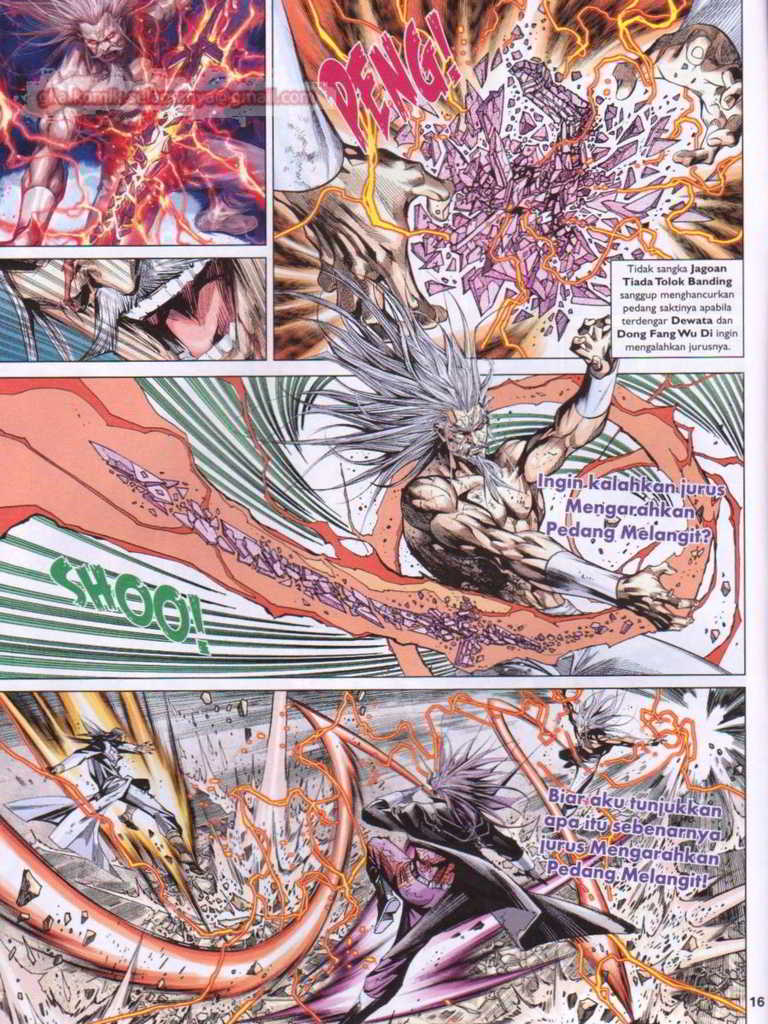 DENG!
Tidak sangka Jagoan
Tiada Tolok Banding
sanggup menghancurkan
pedang saktinya apabila
terdengar Dewata dan
Dong Fang Wu Di ingin
mengalahkan jurusnya.
Ingin kalahkan jurus
Mengarahkan
Pedang Melangit?
SHOO!
Biar aku tunjukkan
apa itu sebenarnya
jurus Mengarahkan
Pedang Melangit!
16